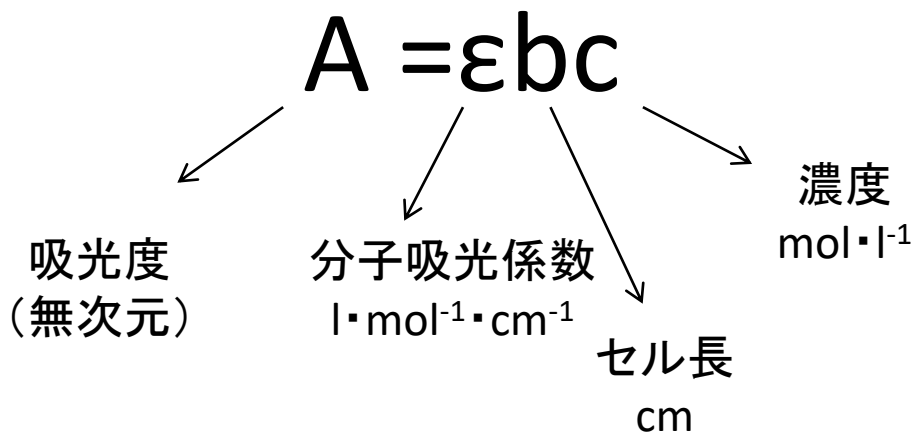 A =εbc
吸光度
（無次元）
分子吸光係数
l･mol⁻¹･cm⁻¹
セル長
cm
濃度
mol･l⁻¹